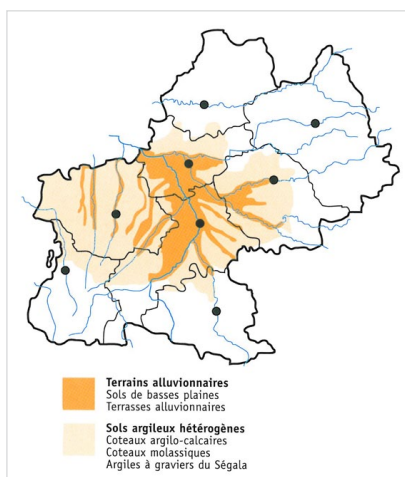 Terrains alluvionnaires
Sols de basses plaines
Terrasses alluvionnaires
Sols argileux hétérogènes
Coteaux argilo-calcaires
Coteaux molassiques
Argiles à graviers du Ségala